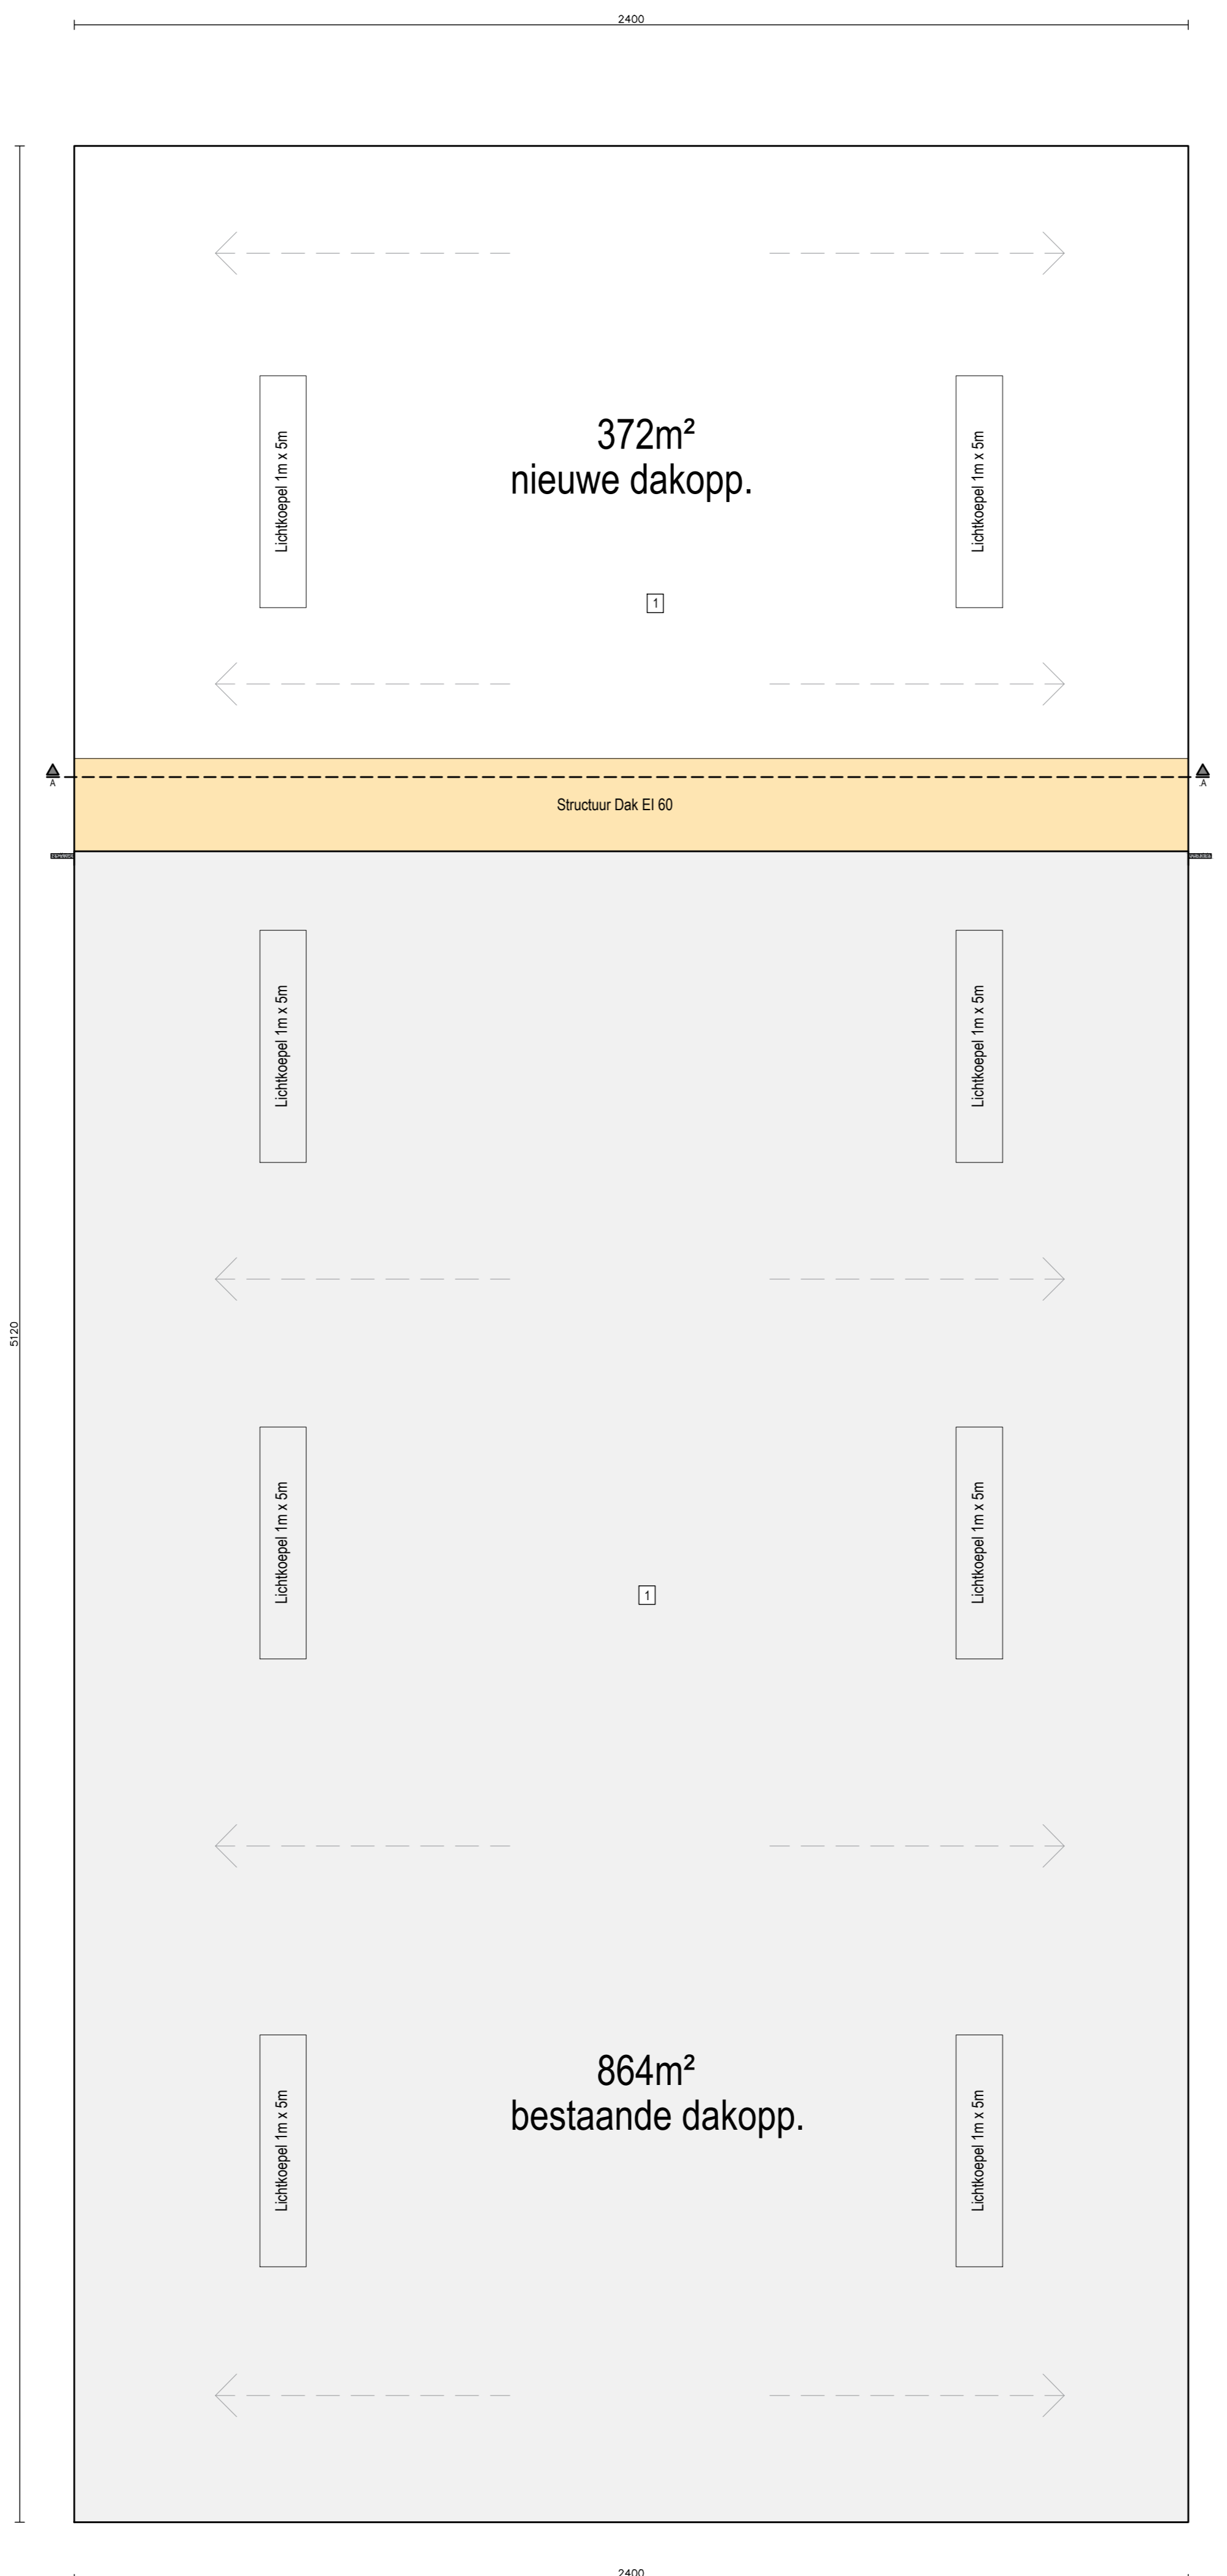 2400
Lichtkoepel 1m x 5m
372m²
nieuwe dakopp.
Lichtkoepel 1m x 5m
1
A
A
Structuur Dak EI 60
Lichtkoepel 1m x 5m
Lichtkoepel 1m x 5m
5120
Lichtkoepel 1m x 5m
Lichtkoepel 1m x 5m
1
864m²
bestaande dakopp.
Lichtkoepel 1m x 5m
Lichtkoepel 1m x 5m
2400